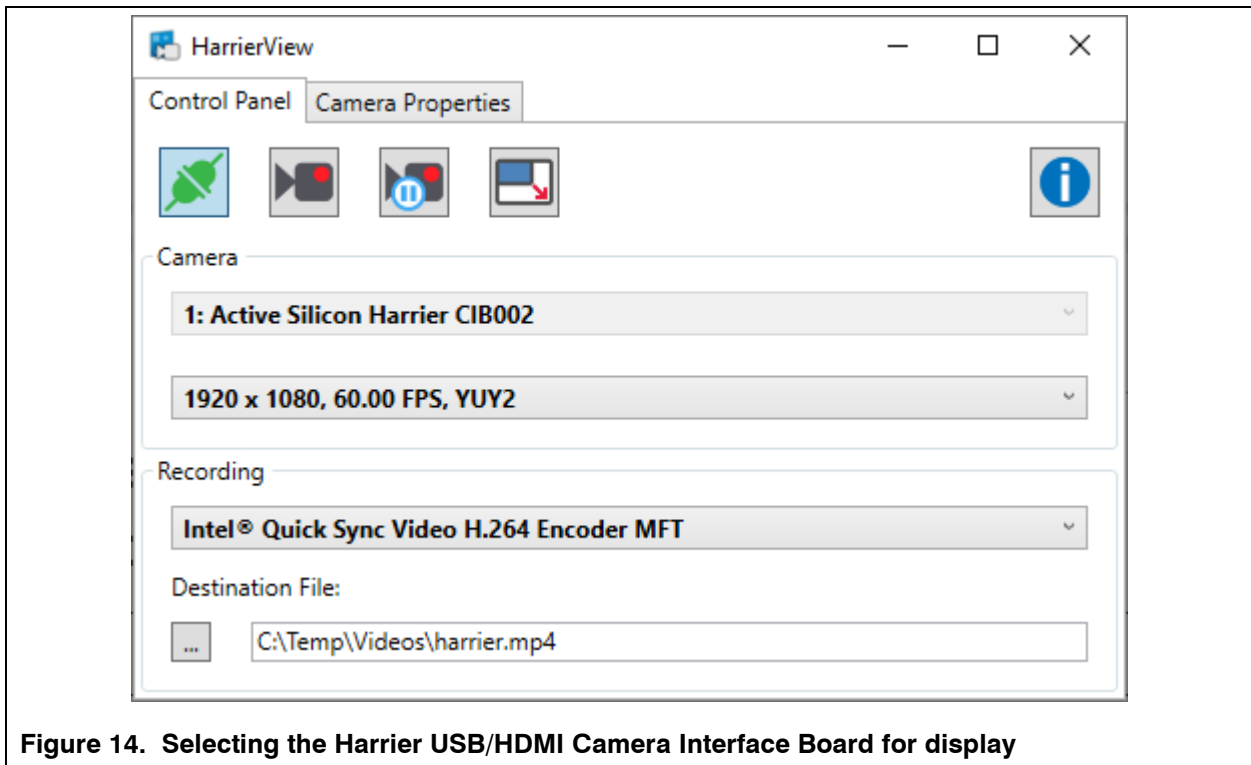 HarrierView
Control Panel Camera Properties
Camera
1: Active Silicon Harrier CIB002
1920 x 1080, 60.00 FPS, YUY2
Recording
Intel® Quick Sync Video H.264 Encoder MFT
Destination File:
... C:\Temp\Videos\harrier.mp4
Figure 14. Selecting the Harrier USB/HDMI Camera Interface Board for display